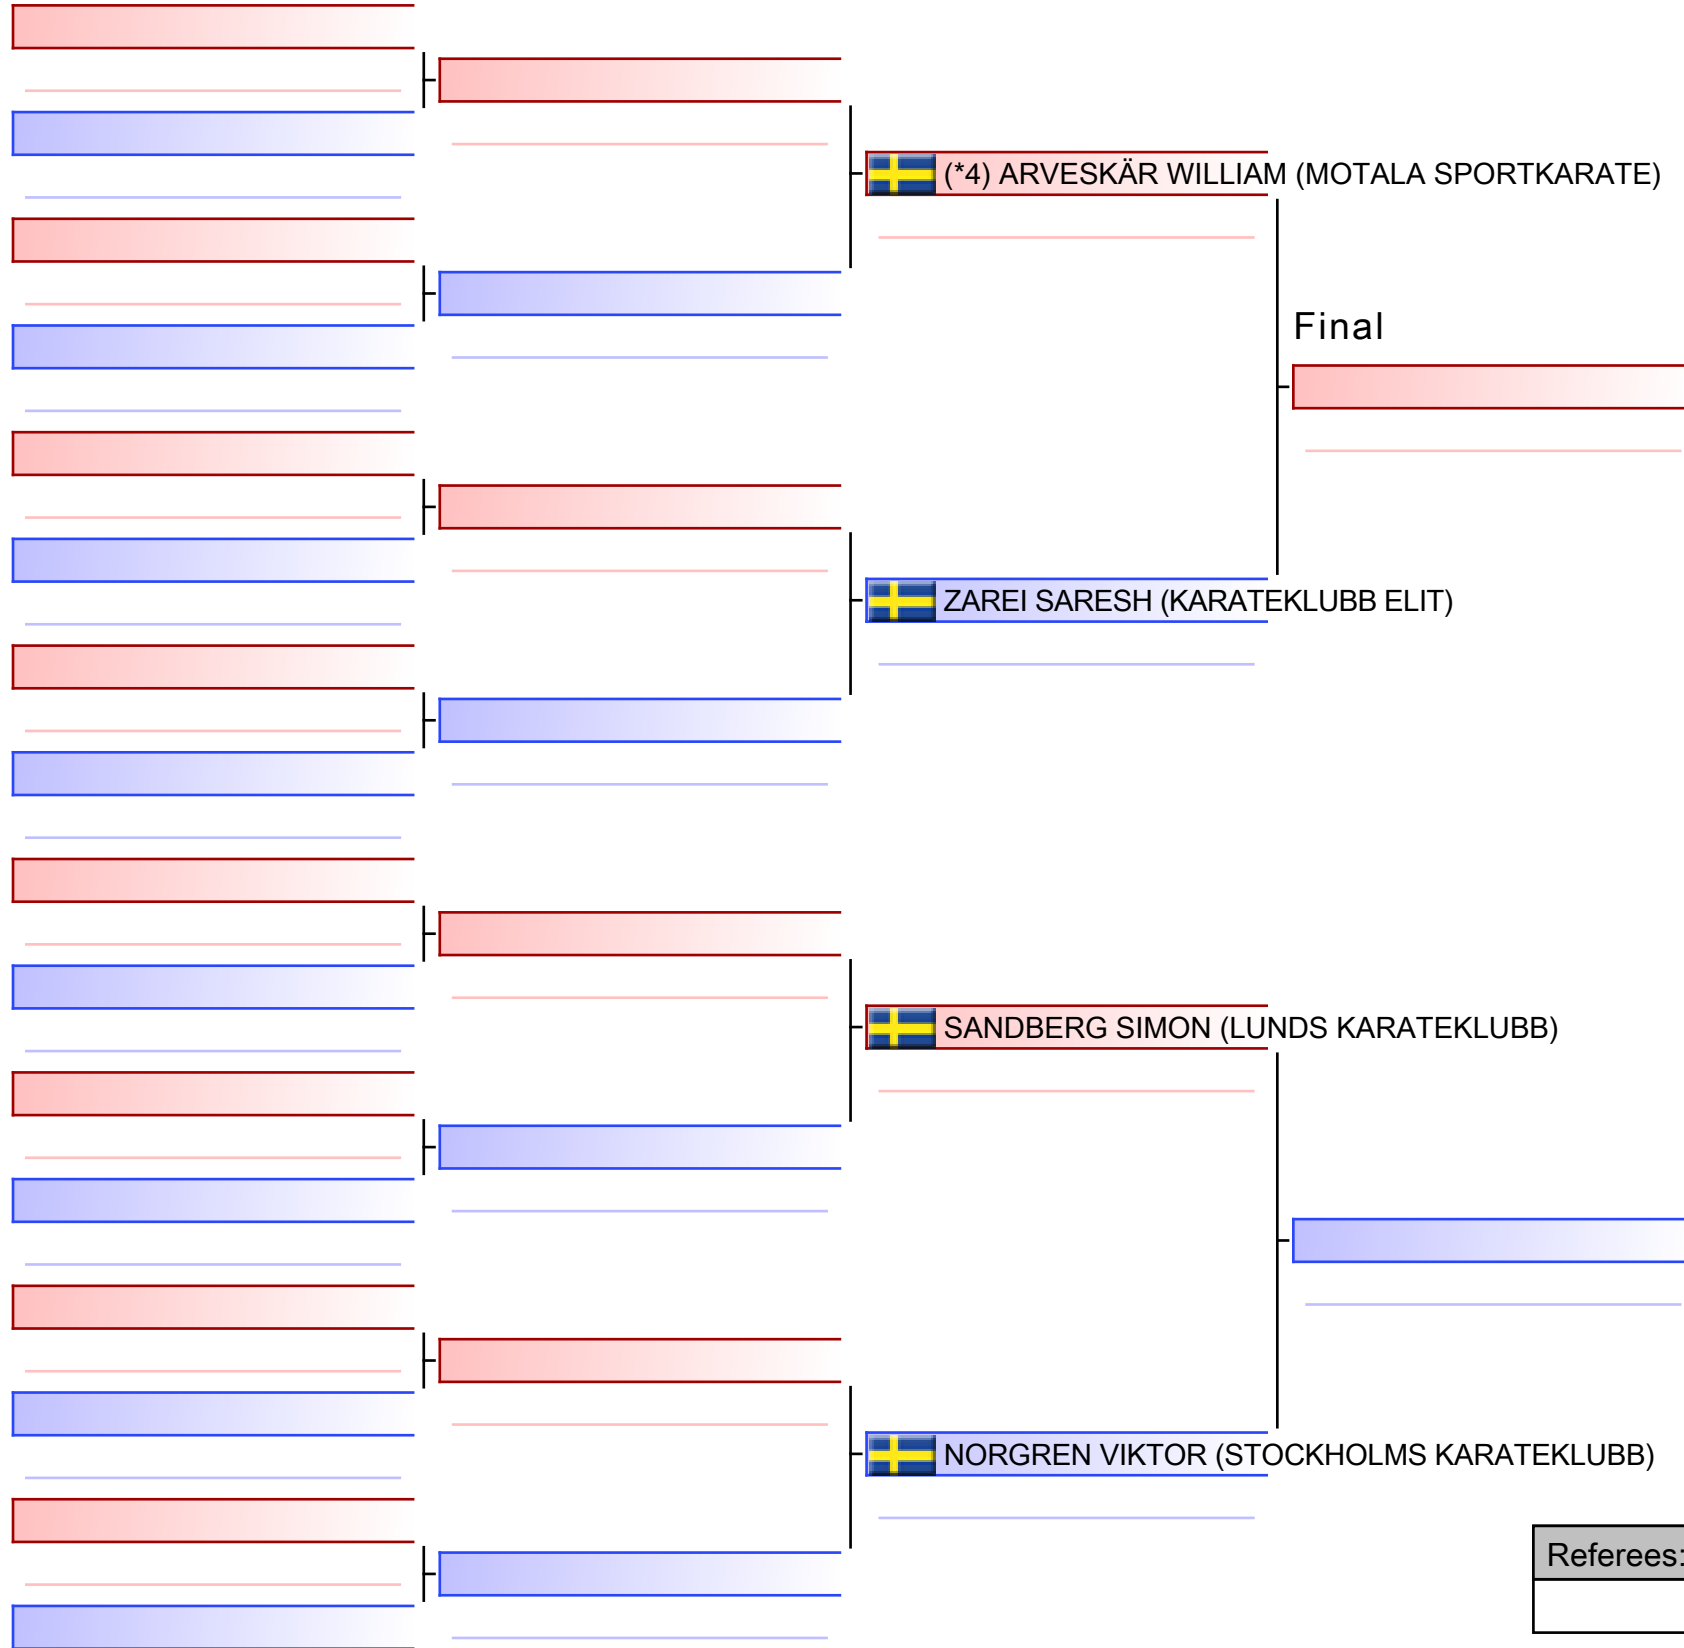 (*4) ARVESKÄR WILLIAM (MOTALA SPORTKARATE)
Final
ZAREI SARESH (KARATEKLUBB ELIT)
SANDBERG SIMON (LUNDS KARATEKLUBB)
NORGREN VIKTOR (STOCKHOLMS KARATEKLUBB)
Referees: